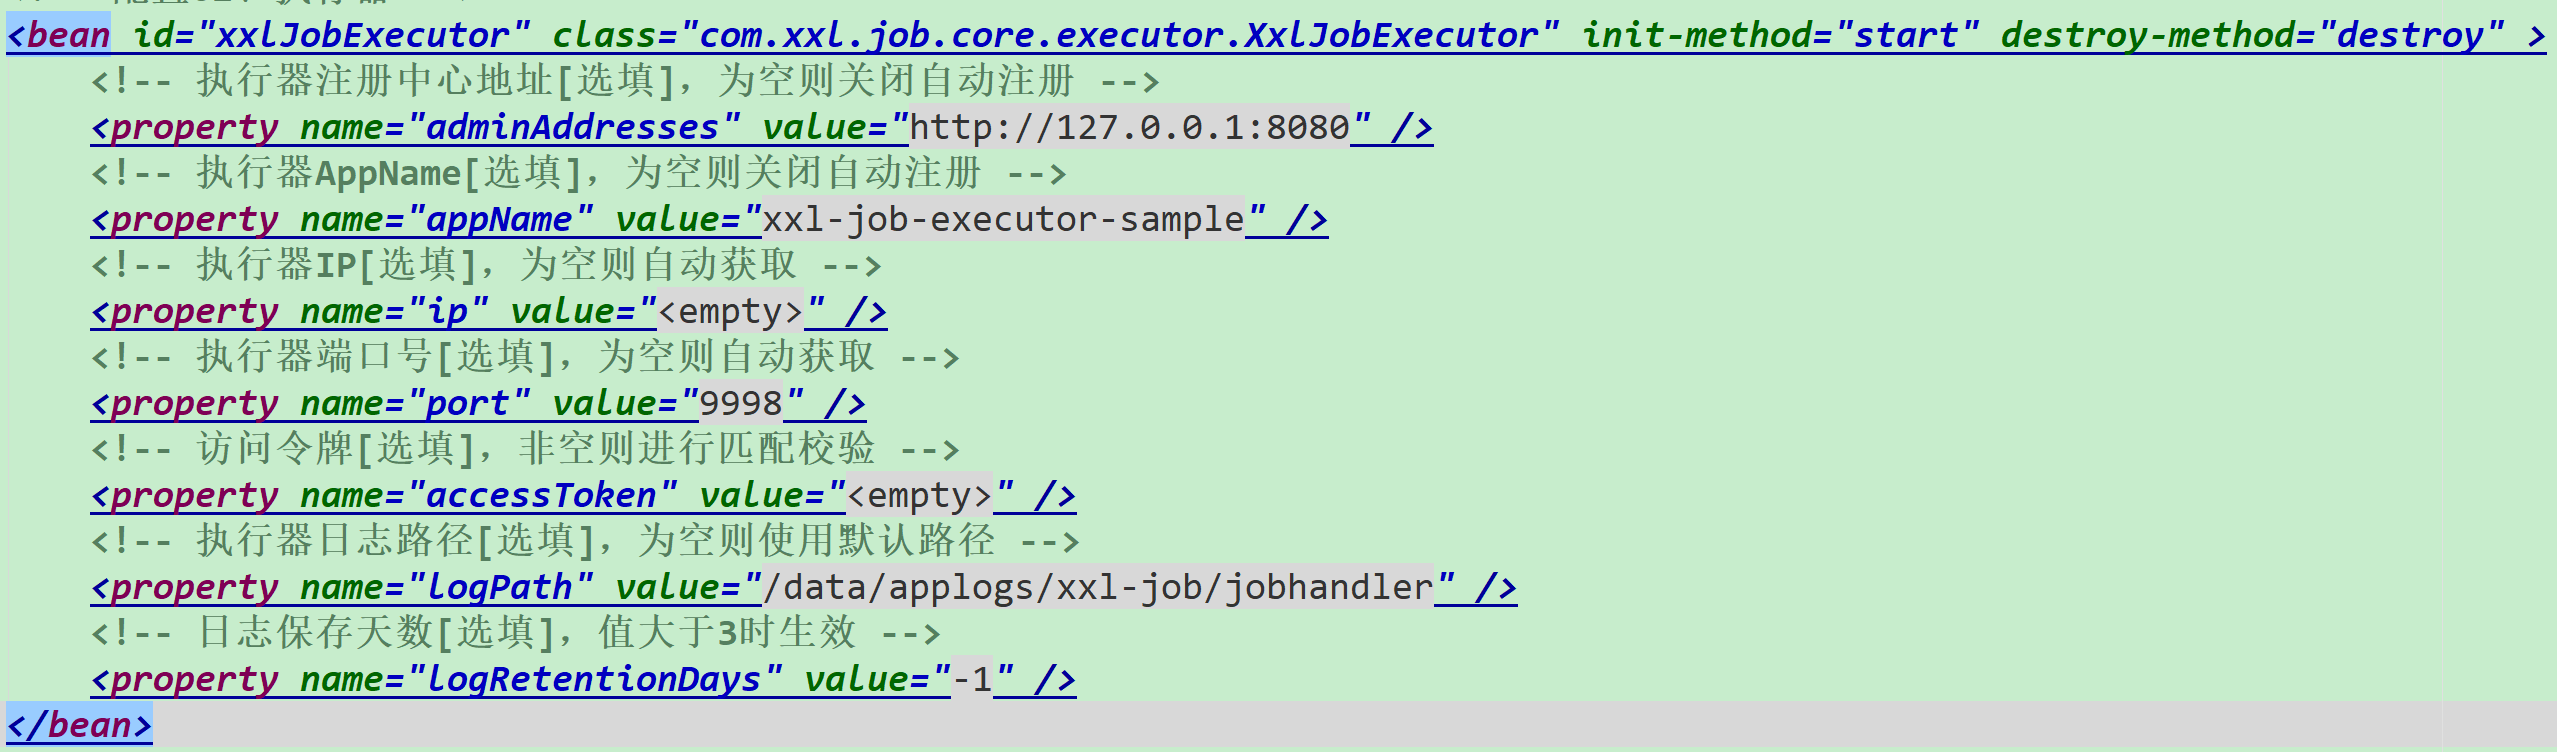 <bean id="xxlJobExecutor" class="com.xxl.job.core.executor.XxlJobExecutor" init-method="start" destroy-method="destroy" >
<!-- 执行器注册中心地址[选填]，为空则关闭自动注册 -->
<property name="adminAddresses" value="http://127.0.0.1:8080" />
<!-- 执行器AppName[选填]，为空则关闭自动注册 -->
<property name="appName" value="xxl-job-executor-sample" />
<!-- 执行器IP[选填]，为空则自动获取 -->
<property name="ip" value="<empty>" />
<!-- 执行器端口号[选填]，为空则自动获取 -->
<property name="port" value="9998" />
<!-- 访问令牌[选填]，非空则进行匹配校验 -->
<property name="accessToken" value="<empty>" />
<!-- 执行器日志路径[选填]，为空则使用默认路径 -->
<property name="logPath" value="/data/applogs/xxl-job/jobhandler" />
<!-- 日志保存天数[选填]，值大于3时生效 -->
<property name="logRetentionDays" value="-1" />
</bean>